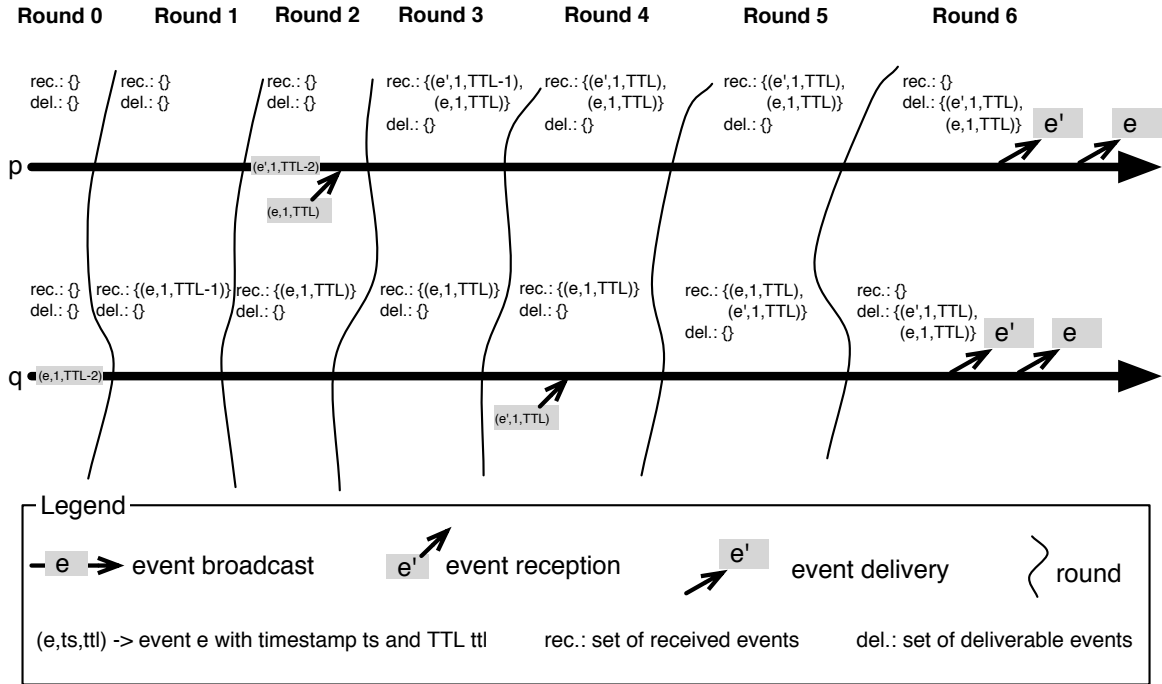 Round 0 Round 1 Round 2 Round 3 Round 4 Round 5 Round 6
rec.: {} rec.: {} rec.: {} rec.: {(e',1,TTL-1), rec.: {(e',1,TTL), rec.: {(e',1,TTL), rec.: {}
del.: {} del.: {} del.: {} (e,1,TTL)} (e,1,TTL)} (e,1,TTL)} del.: {(e',1,TTL),
del.: {} del.: {} del.: {} (e,1,TTL)} e' e
p (e',1,TTL-2)
(e,1,TTL)
rec.: {} rec.: {(e,1,TTL-1)} rec.: {(e,1,TTL)} rec.: {(e,1,TTL)} rec.: {(e,1,TTL)} rec.: {(e,1,TTL), rec.: {}
del.: {} del.: {} del.: {} del.: {} del.: {} (e',1,TTL)} del.: {(e',1,TTL),
del.: {} (e,1,TTL)} e' e
q (e,1,TTL-2)
(e',1,TTL)
Legend
e event broadcast e' event reception e' event delivery round
(e,ts,ttl) -> event e with timestamp ts and TTL ttl rec.: set of received events del.: set of deliverable events